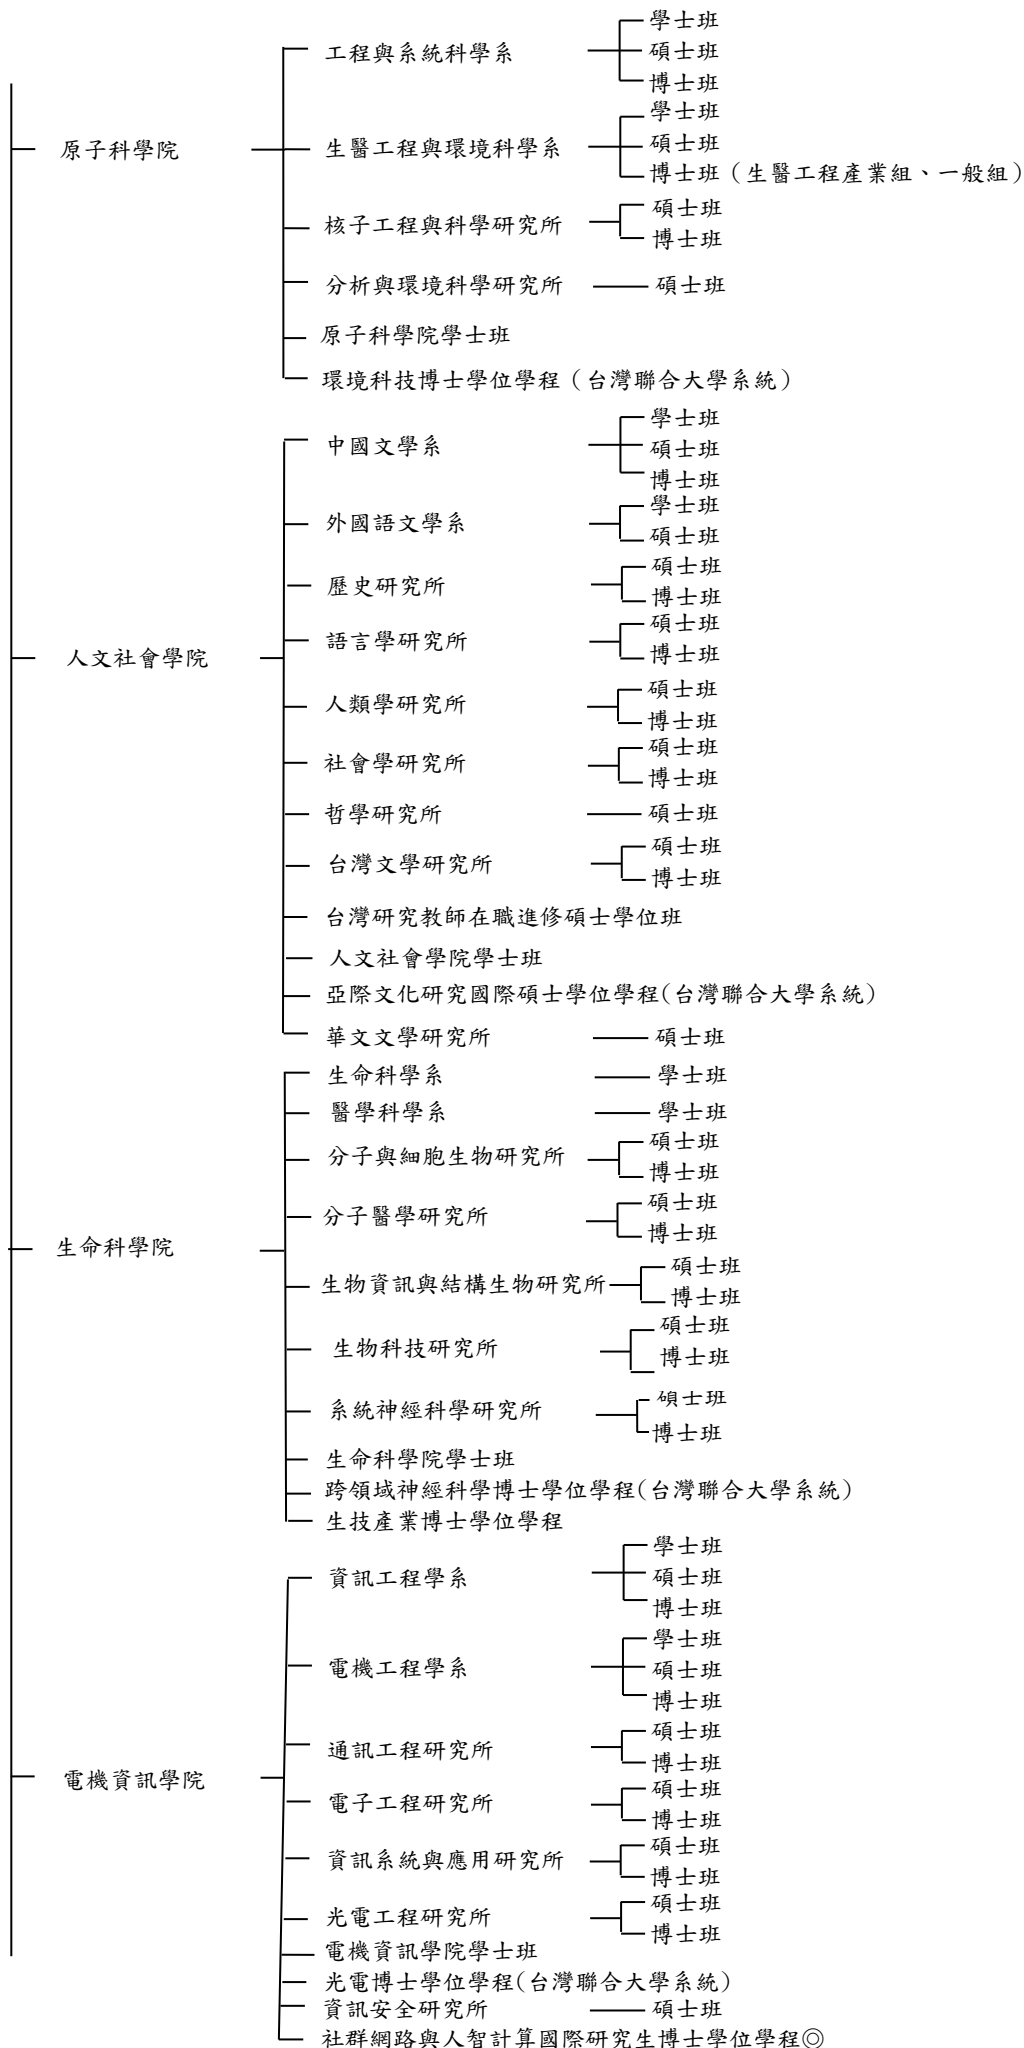 原子科學院
工程與系統科學系
學士班
碩士班
博士班
生醫工程與環境科學系
學士班
碩士班
博士班（生醫工程產業組、一般組）
核子工程與科學研究所
碩士班
博士班
分析與環境科學研究所
碩士班
原子科學院學士班
環境科技博士學位學程（台灣聯合大學系統）
人文社會學院
中國文學系
學士班
碩士班
博士班
外國語文學系
學士班
碩士班
歷史研究所
碩士班
博士班
語言學研究所
碩士班
博士班
人類學研究所
碩士班
博士班
社會學研究所
碩士班
博士班
哲學研究所
碩士班
台灣文學研究所
碩士班
博士班
台灣研究教師在職進修碩士學位班
人文社會學院學士班
亞際文化研究國際碩士學位學程(台灣聯合大學系統)
華文文學研究所
碩士班
生命科學院
生命科學系
學士班
醫學科學系
學士班
分子與細胞生物研究所
碩士班
博士班
分子醫學研究所
碩士班
博士班
生物資訊與結構生物研究所
碩士班
博士班
生物科技研究所
碩士班
博士班
系統神經科學研究所
碩士班
博士班
生命科學院學士班
跨領域神經科學博士學位學程(台灣聯合大學系統)
生技產業博士學位學程
電機資訊學院
資訊工程學系
學士班
碩士班
博士班
電機工程學系
學士班
碩士班
博士班
通訊工程研究所
碩士班
博士班
電子工程研究所
碩士班
博士班
資訊系統與應用研究所
碩士班
博士班
光電工程研究所
碩士班
博士班
電機資訊學院學士班
光電博士學位學程(台灣聯合大學系統)
資訊安全研究所
碩士班
社群網路與人智計算國際研究生博士學位學程◎